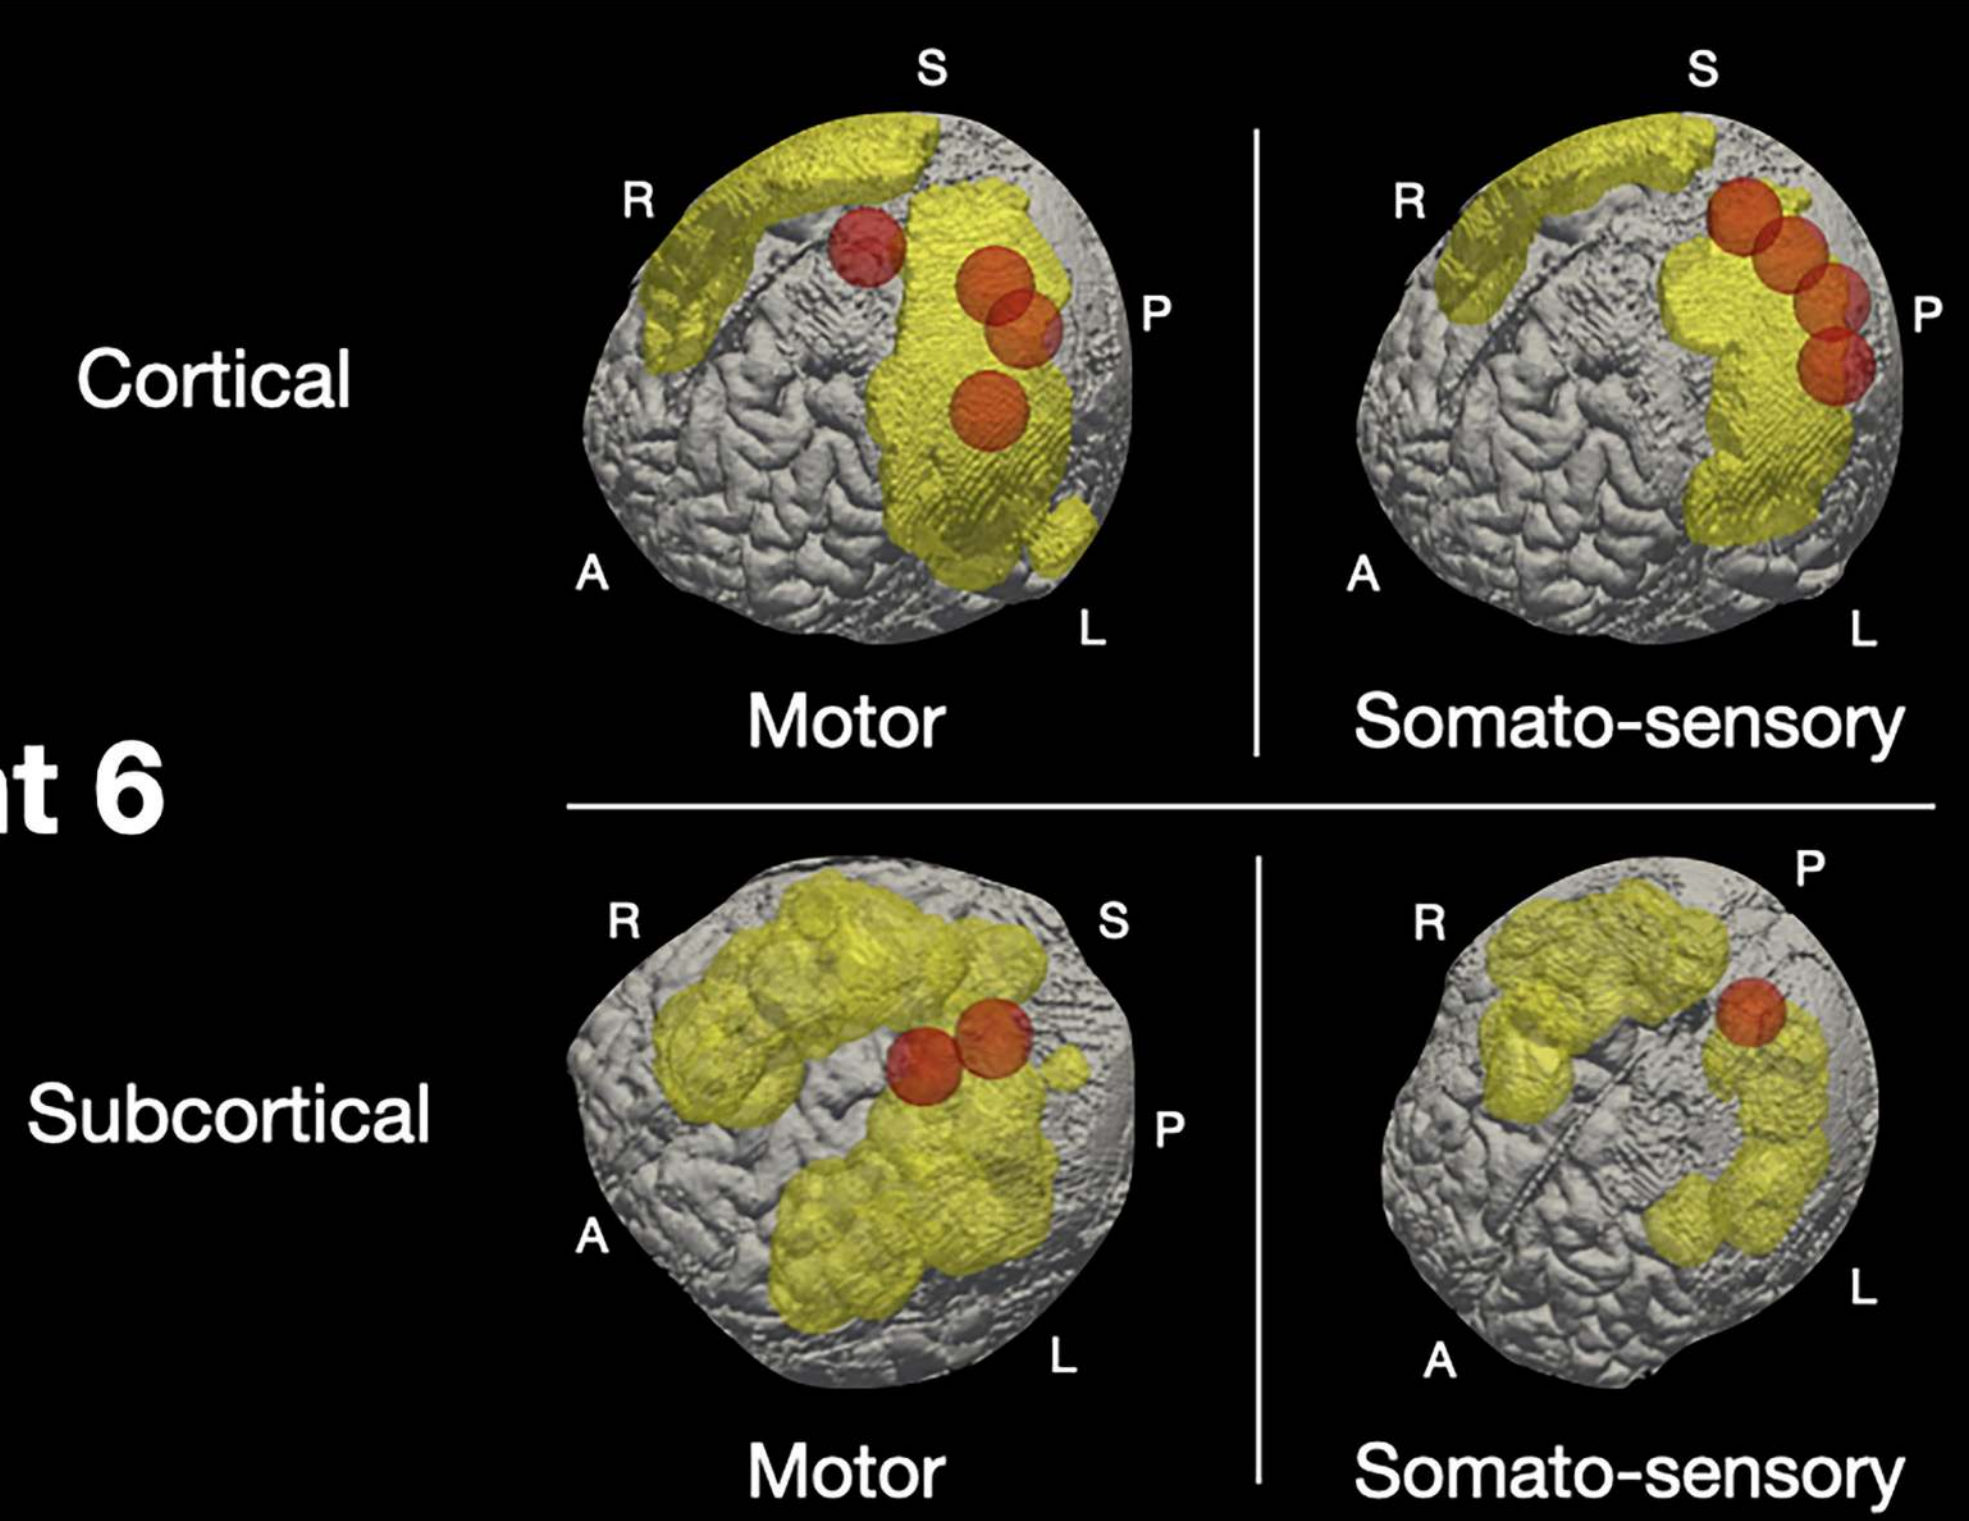 S
S
R
R
P
P
Cortical
A
A
L
L
Motor
Somato-sensory
nt 6
P
R
S
R
Subcortical
P
A
L
L
A
Motor
Somato-sensory